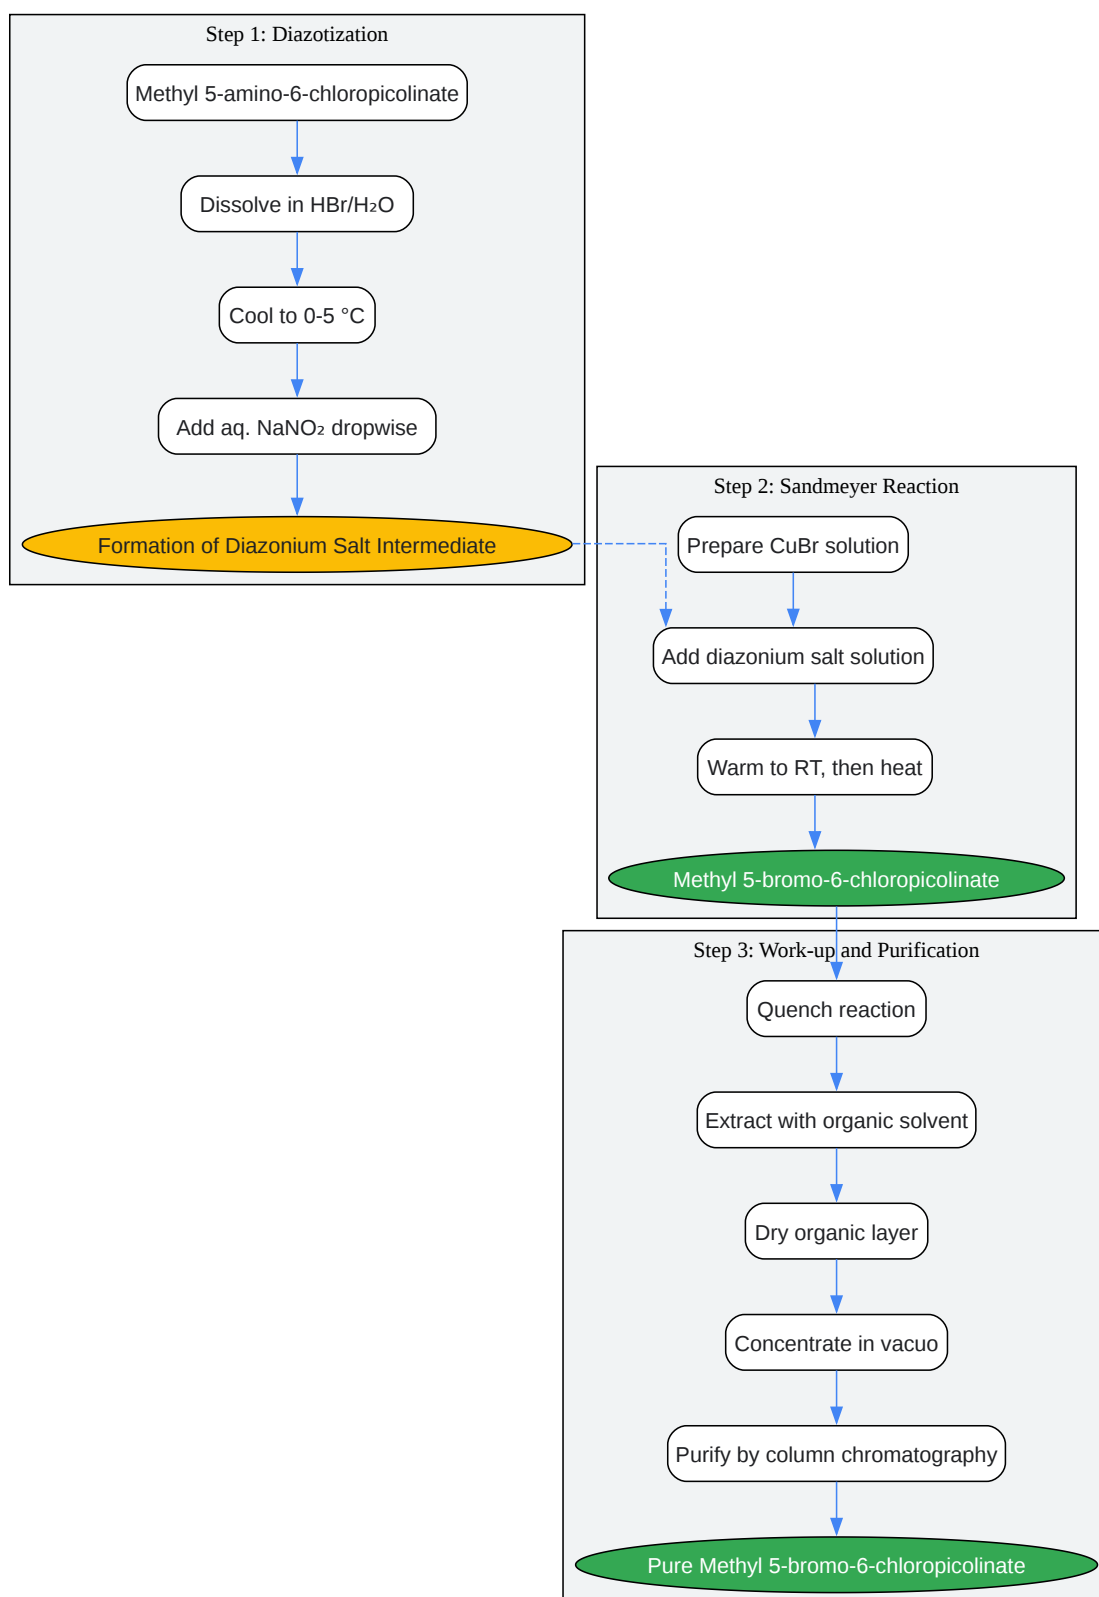 Step 1: Diazotization
Methyl 5-amino-6-chloropicolinate
Dissolve in HBr/H₂O
Cool to 0-5 °C
Add aq. NaNO₂ dropwise
Formation of Diazonium Salt Intermediate
Step 2: Sandmeyer Reaction
Prepare CuBr solution
Add diazonium salt solution
Warm to RT, then heat
Methyl 5-bromo-6-chloropicolinate
Step 3: Work-up and Purification
Quench reaction
Extract with organic solvent
Dry organic layer
Concentrate in vacuo
Purify by column chromatography
Pure Methyl 5-bromo-6-chloropicolinate